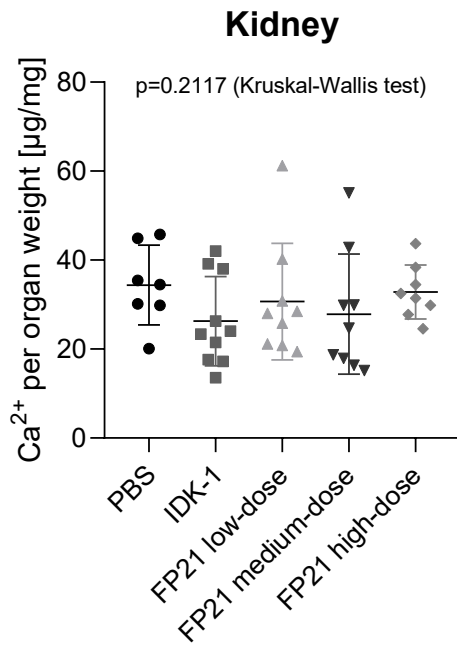 Kidney
p=0.2117 (Kruskal-Wallis test)
Ca²⁺ per organ weight [µg/mg]
80
60
40
20
0
PBS
IDK-1
FP21 low-dose
FP21 medium-dose
FP21 high-dose